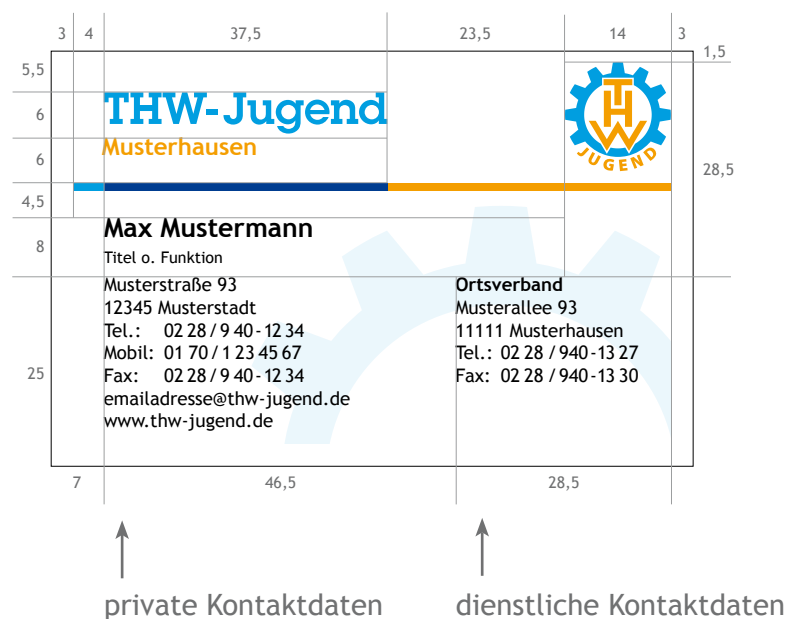 3 4 37,5 23,5 14 3
1,5
5,5
6
6
4,5
8
25
28,5
THW-Jugend
Musterhausen
THW
JUGEND
Max Mustermann
Titel o. Funktion
Musterstraße 93
12345 Musterstadt
Tel.: 02 28 / 9 40 - 12 34
Mobil: 01 70 / 1 23 45 67
Fax: 02 28 / 9 40 - 12 34
emailadresse@thw-jugend.de
www.thw-jugend.de
Ortsverband
Musterallee 93
11111 Musterhausen
Tel.: 02 28 / 940 - 13 27
Fax: 02 28 / 940 - 13 30
7 46,5 28,5
private Kontaktdaten
dienstliche Kontaktdaten